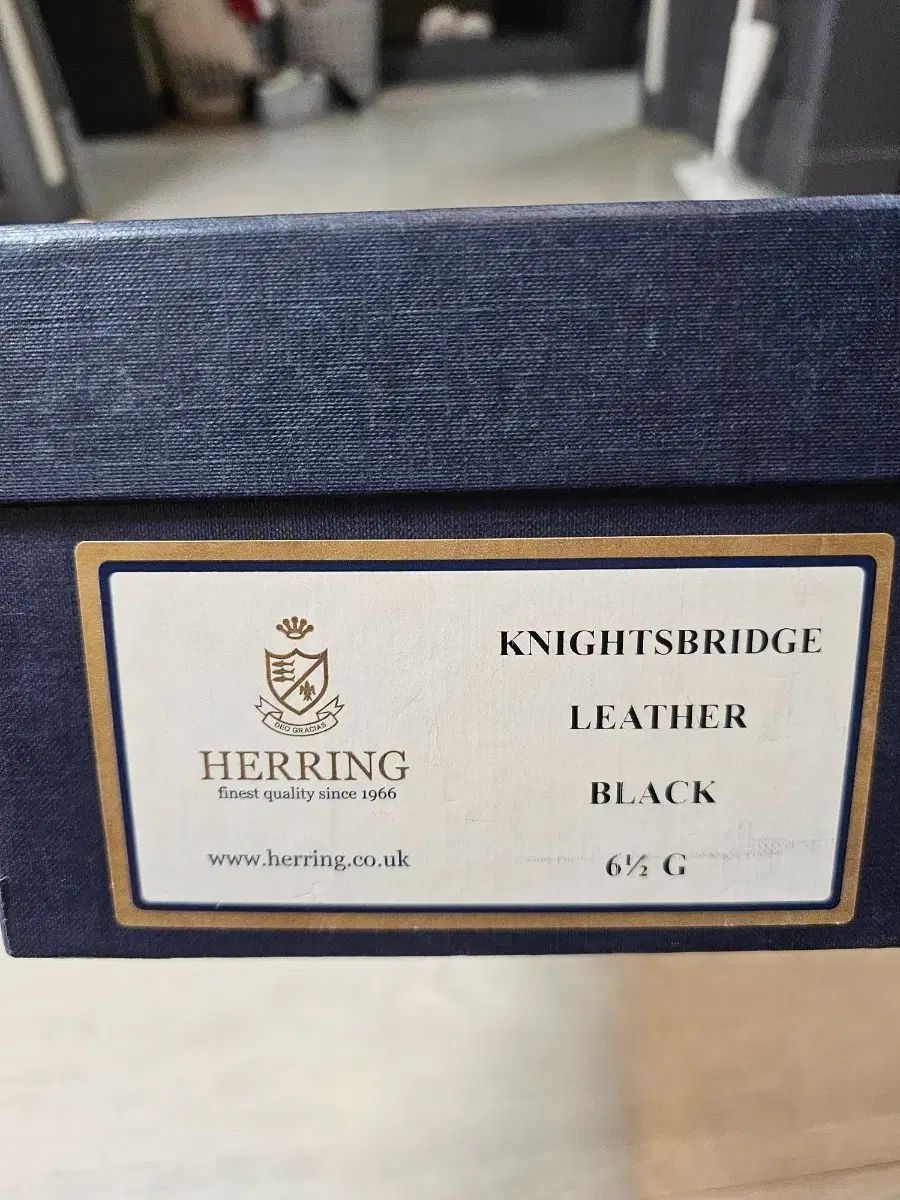 DEO GRACIAS
HERRING
finest quality since 1966
www.herring.co.uk
KNIGHTSBRIDGE
LEATHER
BLACK
6½ G